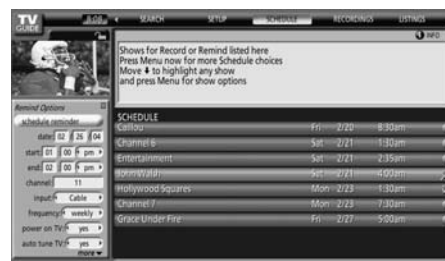 TV
GUIDE
SEARCH SETUP SCHEDULE RECORDINGS LISTINGS
INFO
Shows for Record or Remind listed here
Press Menu now for more Schedule choices
Move to highlight any show
and press Menu for show options
Remind Options
schedule reminder
date: 02 26 04
start: 01 00 pm
end: 02 00 pm
channel: 11
input: Cable
frequency: weekly
power on TV: yes
auto tune TV: yes
more
SCHEDULE
Caillou Fri 2/20 8:30am
Channel 6 Sat 2/21 1:30am
Entertainment Sat 2/21 2:35am
John Walsh Sat 2/21 4:00am
Hollywood Squares Mon 2/23 1:30am
Channel 7 Mon 2/23 7:30am
Grace Under Fire Fri 2/27 5:00am